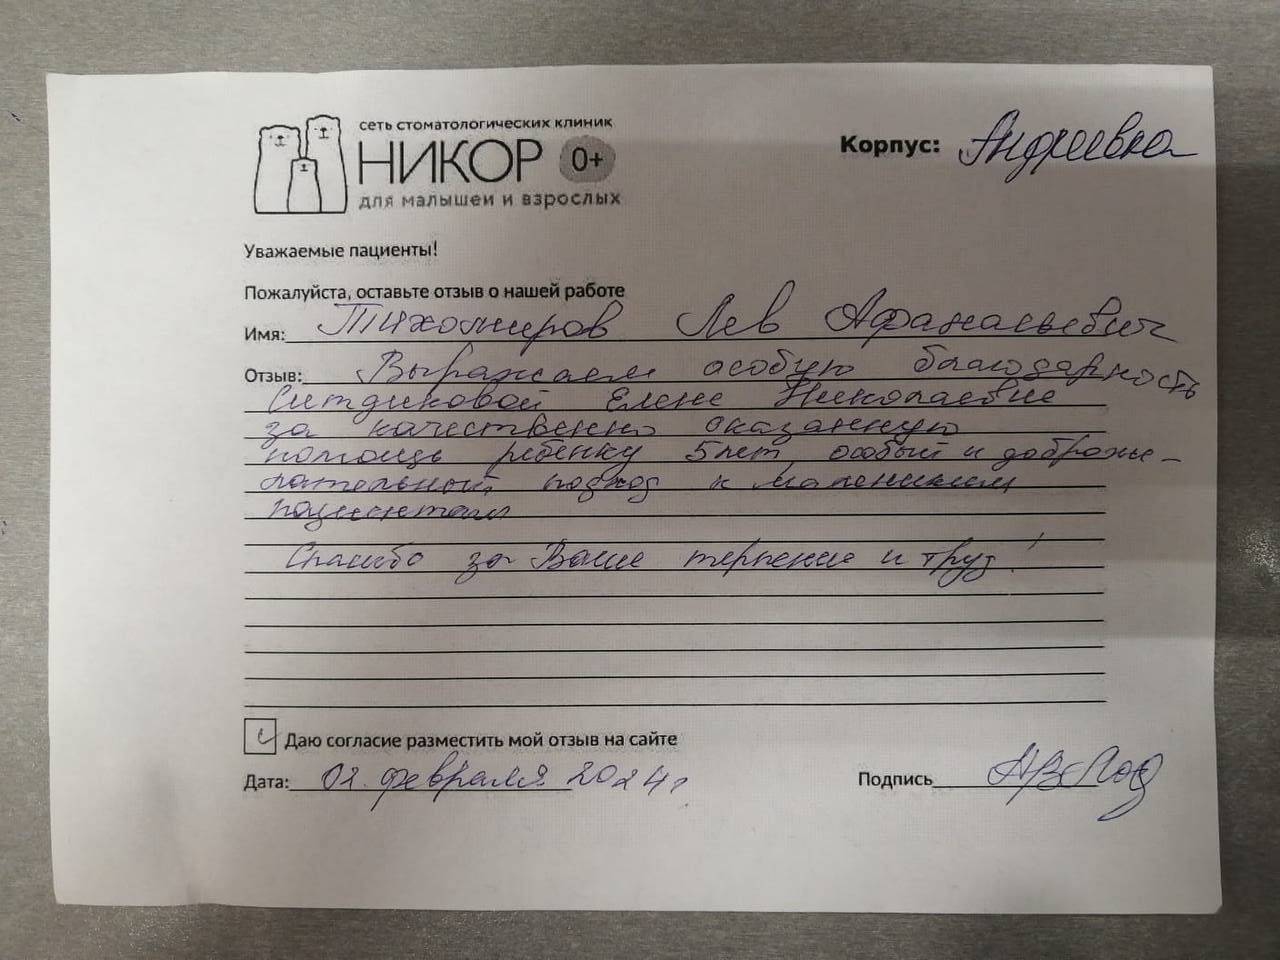 сеть стоматологических клиник
НИКОР 0+
для малышей и взрослых
Корпус: Андреевка
Уважаемые пациенты!
Пожалуйста, оставьте отзыв о нашей работе
Имя: Тихомиров Лев Афанасьевич
Отзыв: Выражаем особую благодарность
Ситдиковой Елене Николаевне
за качественно оказанную
помощь ребенку 5 лет особый и доброже-
лательный подход к маленьким
пациентам
Спасибо за Ваше терпение и труд!
Даю согласие разместить мой отзыв на сайте
Дата: 02. февраля 2024г.
Подпись